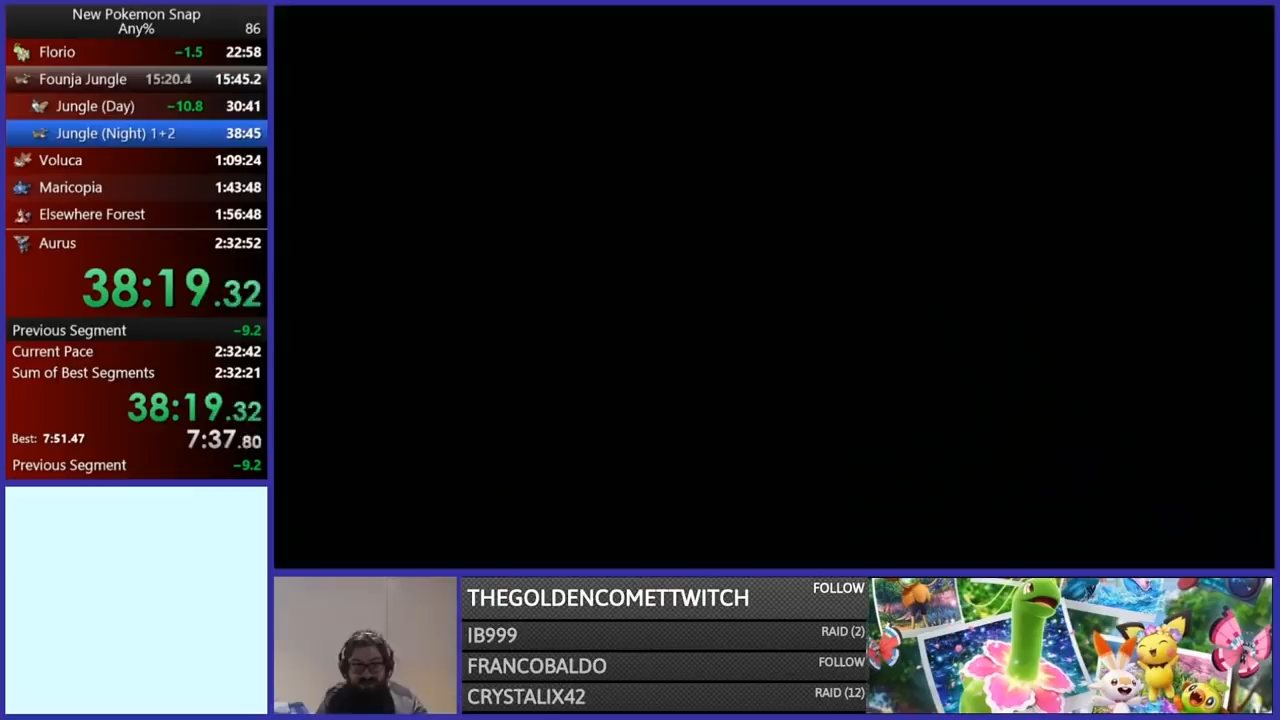 New Pokemon Snap
Any% 86
Florio -1.5 22:58
Founja Jungle 15:20.4 15:45.2
Jungle (Day) -10.8 30:41
Jungle (Night) 1+2 38:45
Voluca 1:09:24
Maricopia 1:43:48
Elsewhere Forest 1:56:48
Aurus 2:32:52
38:19.32
Previous Segment -9.2
Current Pace 2:32:42
Sum of Best Segments 2:32:21
38:19.32
Best: 7:51.47 7:37.80
Previous Segment -9.2
THEGOLDENCOMETTWITCH FOLLOW
IB999 RAID (2)
FRANCOBALDO FOLLOW
CRYSTALIX42 RAID (12)